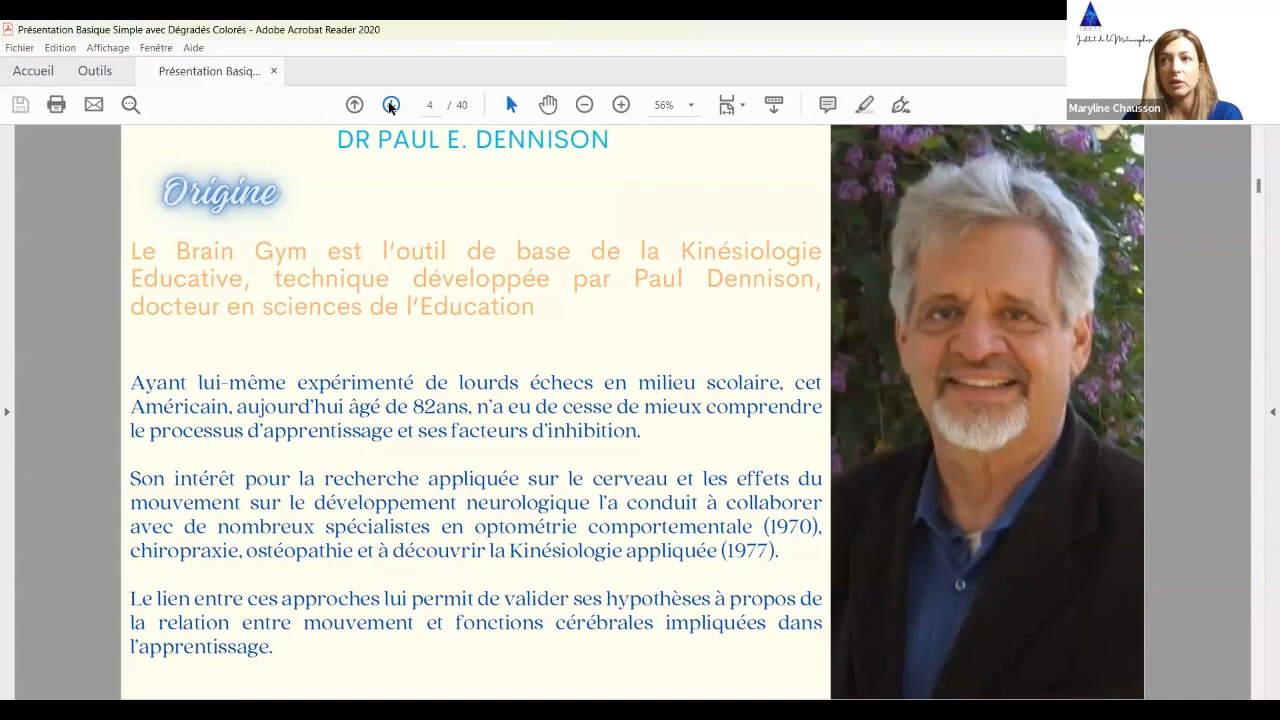 Présentation Basique Simple avec Dégradés Colorés - Adobe Acrobat Reader 2020
Fichier Edition Affichage Fenêtre Aide
Accueil Outils Présentation Basiq... ×
4 / 40 56%
Institut de la Métamorphose
Maryline Chausson
DR PAUL E. DENNISON
Origine
Le Brain Gym est l'outil de base de la Kinésiologie
Educative, technique développée par Paul Dennison,
docteur en sciences de l'Education
Ayant lui-même expérimenté de lourds échecs en milieu scolaire, cet
Américain, aujourd'hui âgé de 82ans, n'a eu de cesse de mieux comprendre
le processus d'apprentissage et ses facteurs d'inhibition.
Son intérêt pour la recherche appliquée sur le cerveau et les effets du
mouvement sur le développement neurologique l'a conduit à collaborer
avec de nombreux spécialistes en optométrie comportementale (1970),
chiropraxie, ostéopathie et à découvrir la Kinésiologie appliquée (1977).
Le lien entre ces approches lui permit de valider ses hypothèses à propos de
la relation entre mouvement et fonctions cérébrales impliquées dans
l'apprentissage.